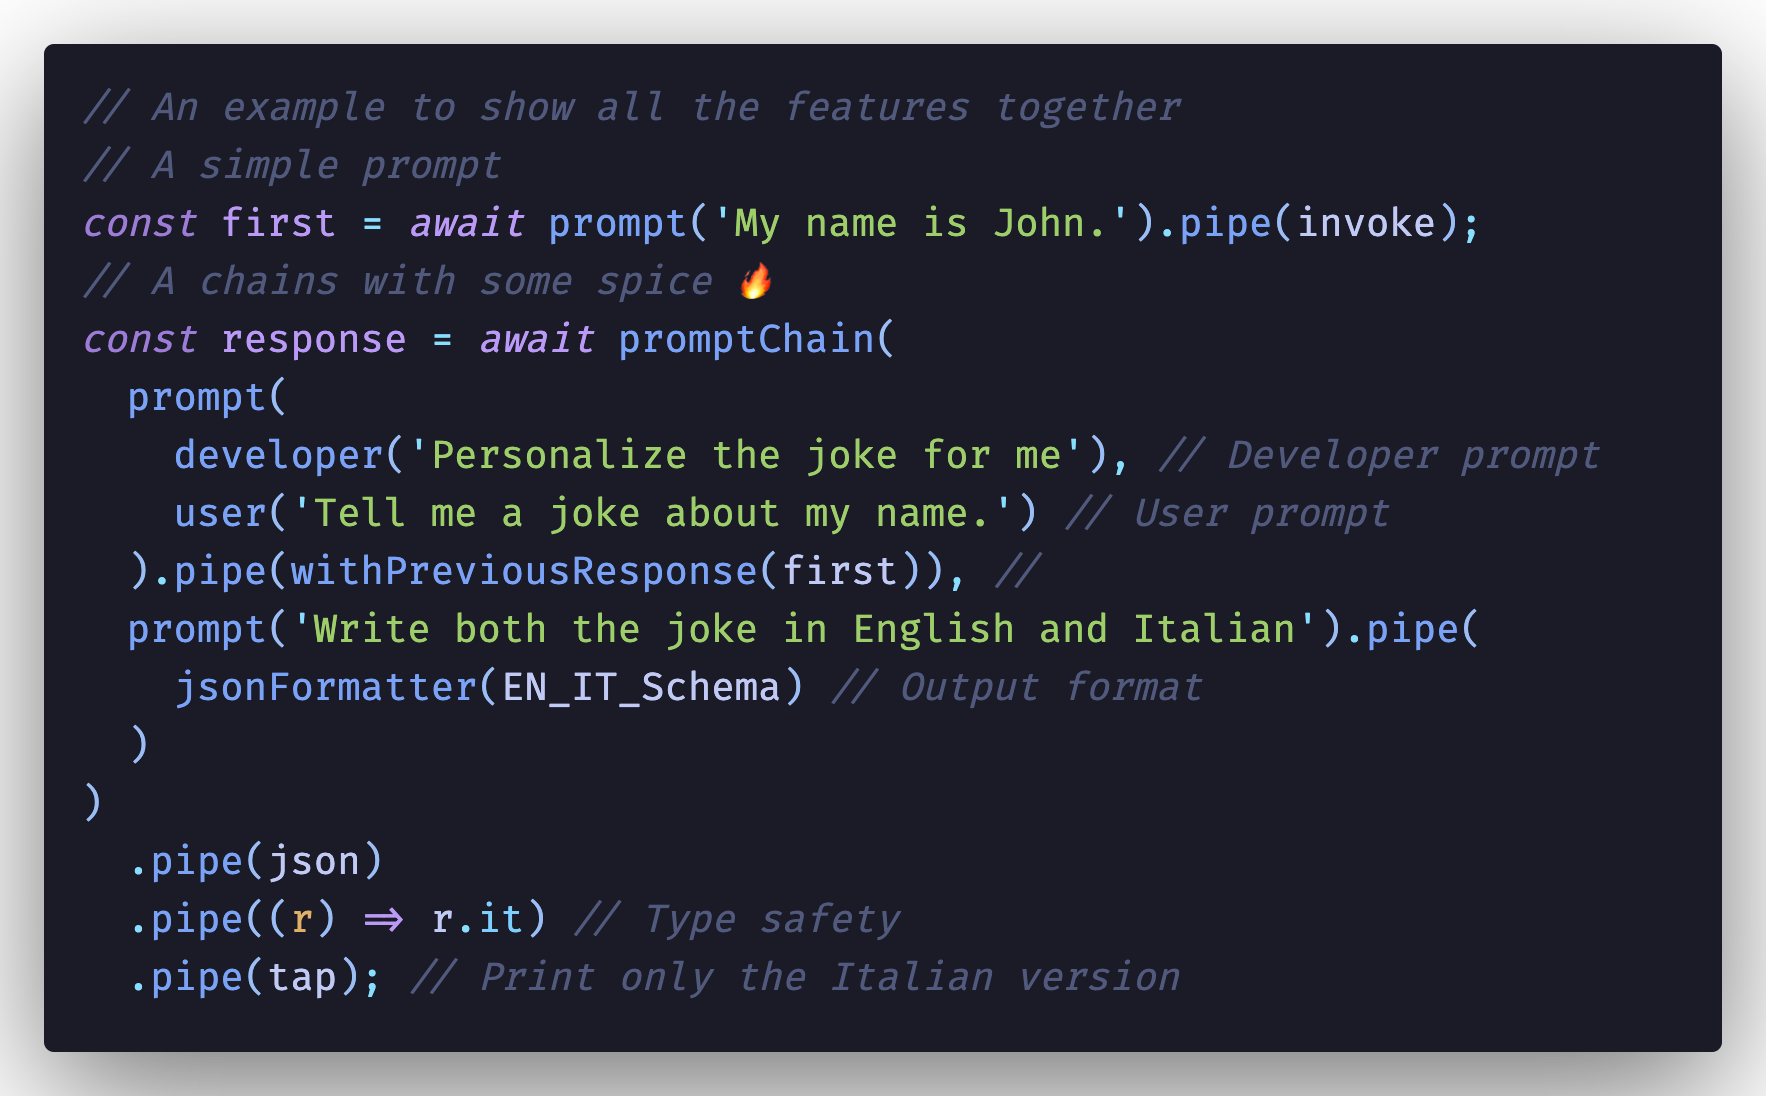 // An example to show all the features together
// A simple prompt
const first = await prompt('My name is John.').pipe(invoke);
// A chains with some spice 🔥
const response = await promptChain(
  prompt(
    developer('Personalize the joke for me'), // Developer prompt
    user('Tell me a joke about my name.') // User prompt
  ).pipe(withPreviousResponse(first)), //
  prompt('Write both the joke in English and Italian').pipe(
    jsonFormatter(EN_IT_Schema) // Output format
  )
)
  .pipe(json)
  .pipe((r) => r.it) // Type safety
  .pipe(tap); // Print only the Italian version